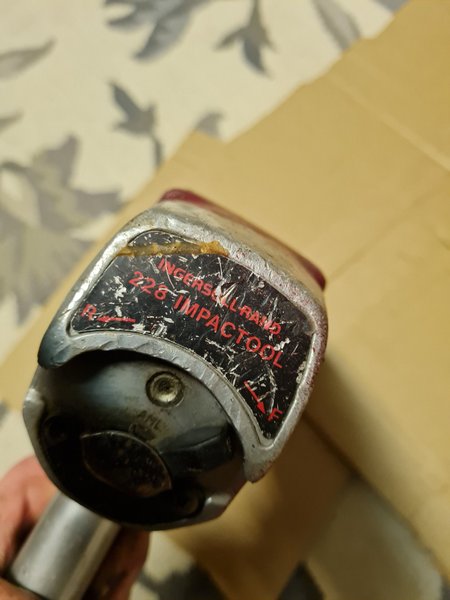 INGERSOLL-RAND
228 IMPACTOOL
R
F